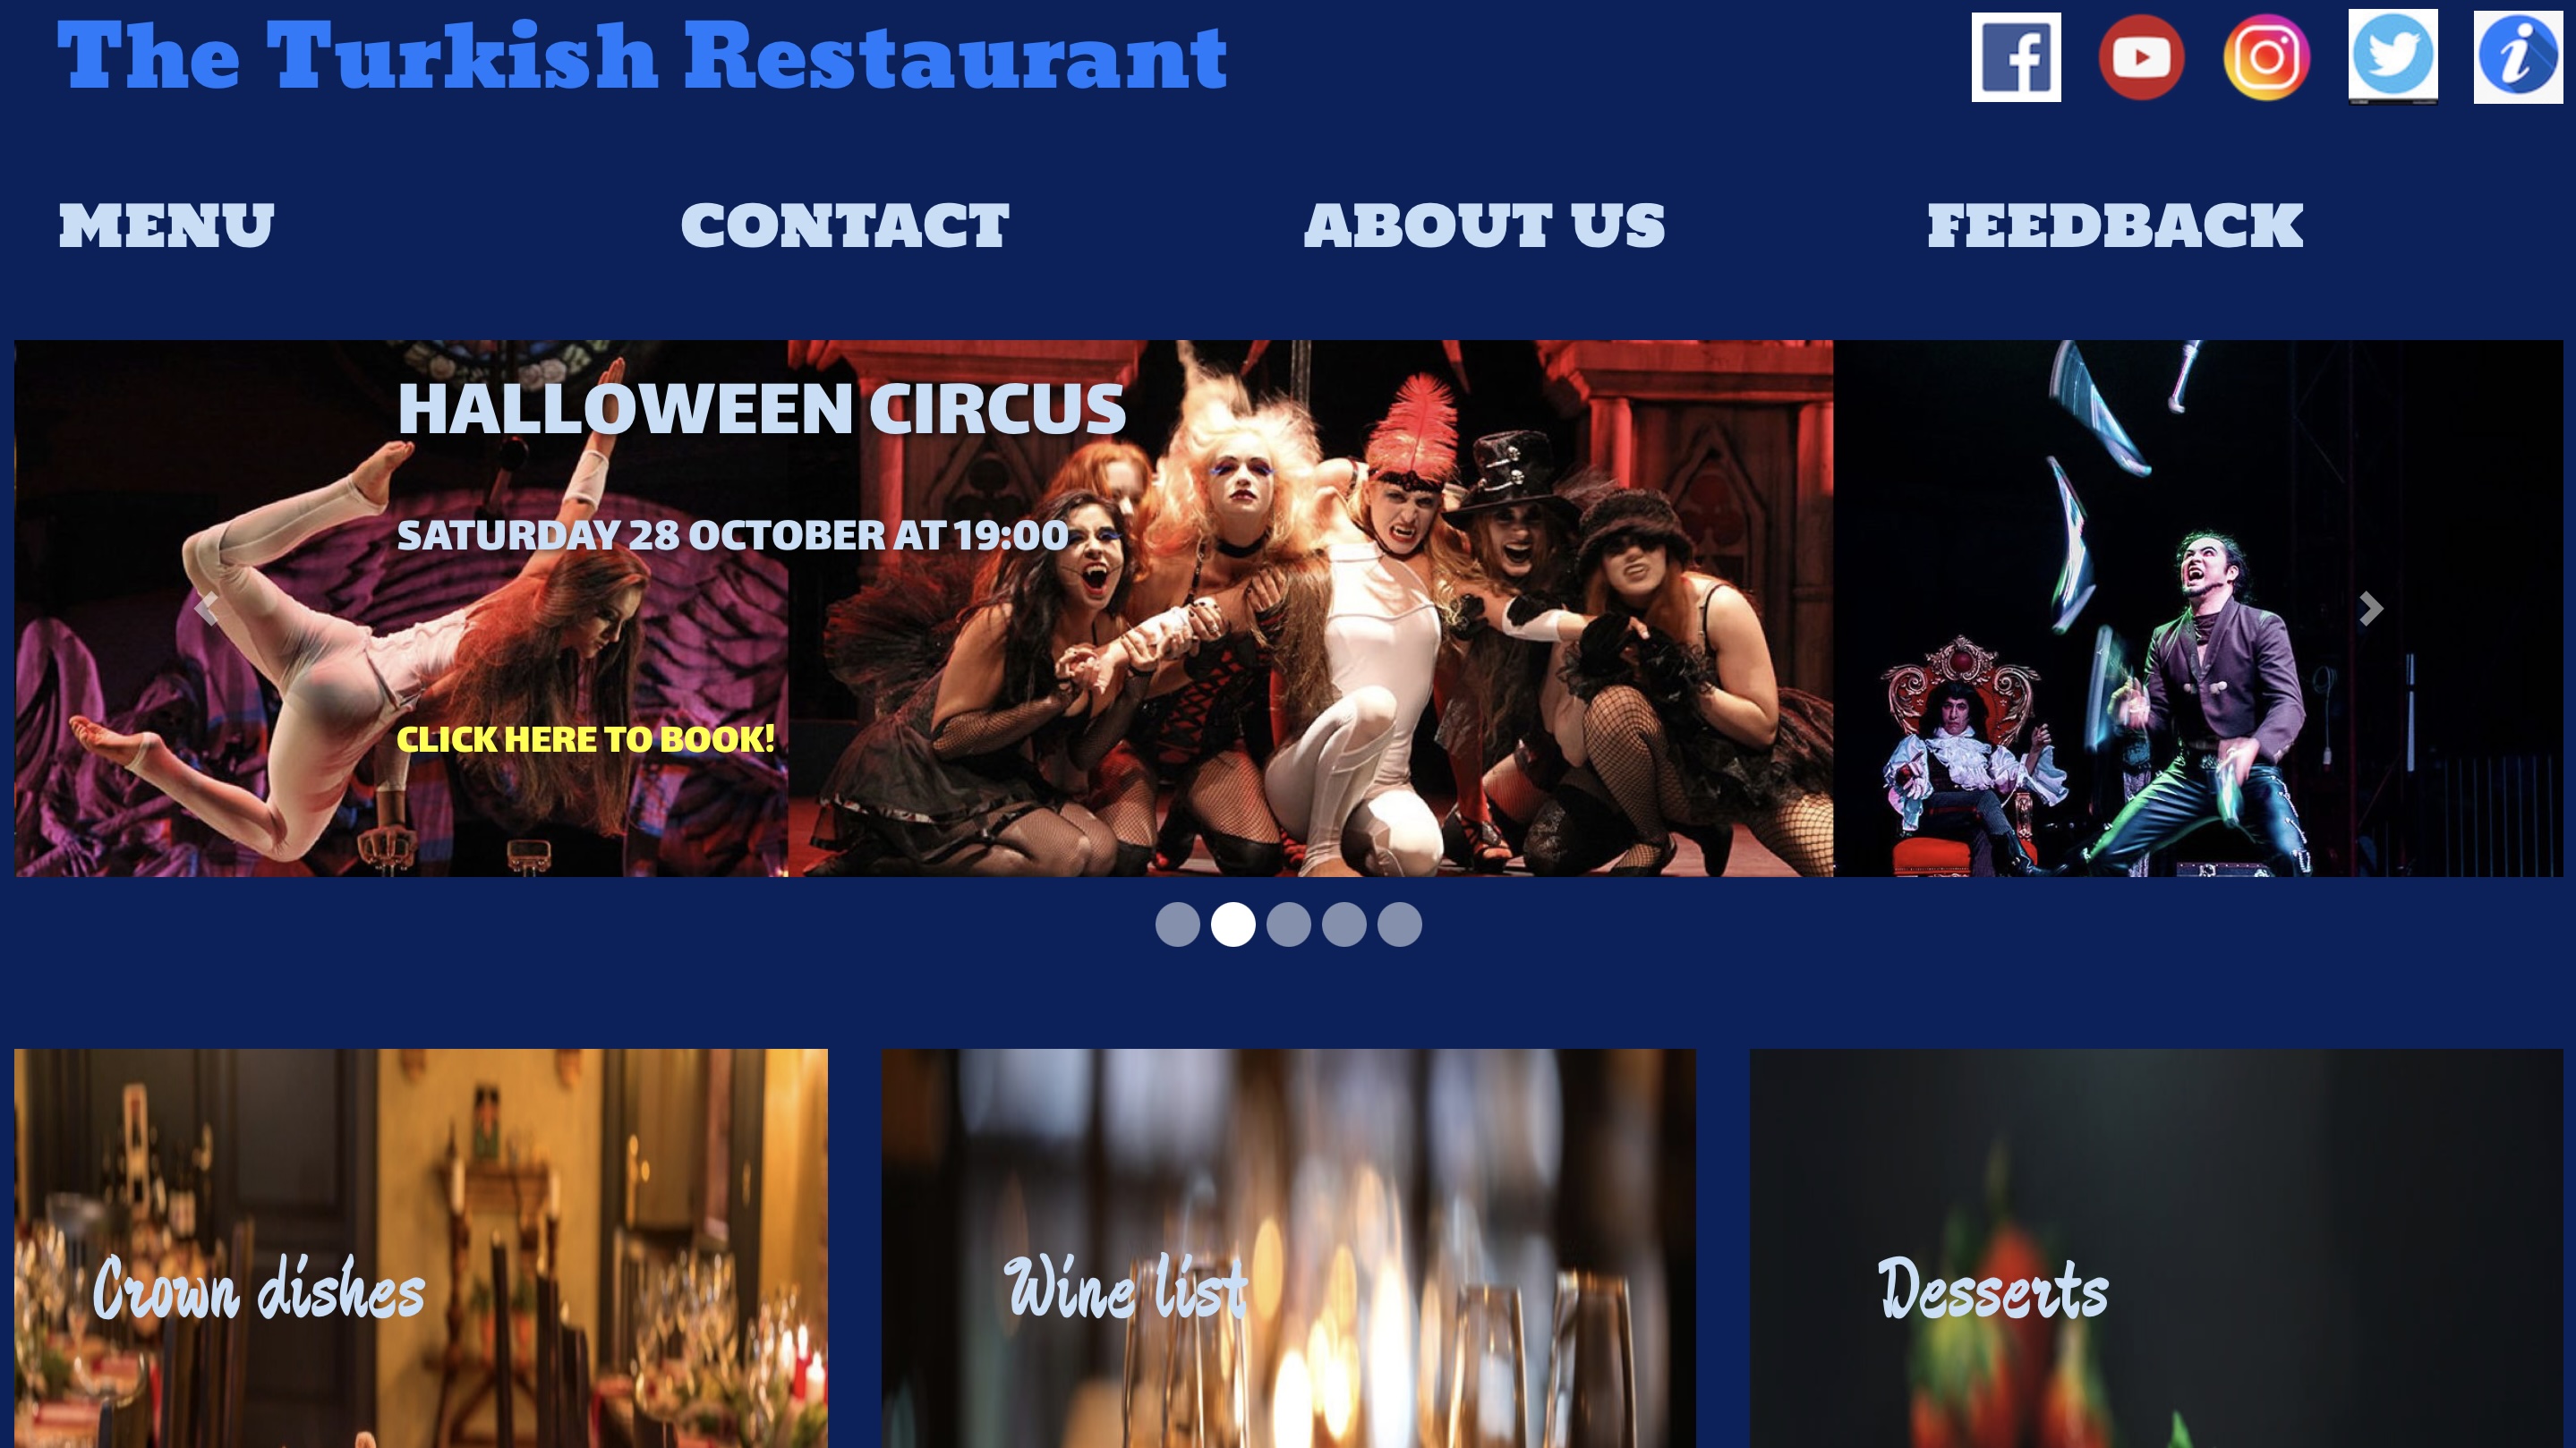 The Turkish Restaurant
MENU
CONTACT
ABOUT US
FEEDBACK
HALLOWEEN CIRCUS
SATURDAY 28 OCTOBER AT 19:00
CLICK HERE TO BOOK!
Crown dishes
Wine list
Desserts